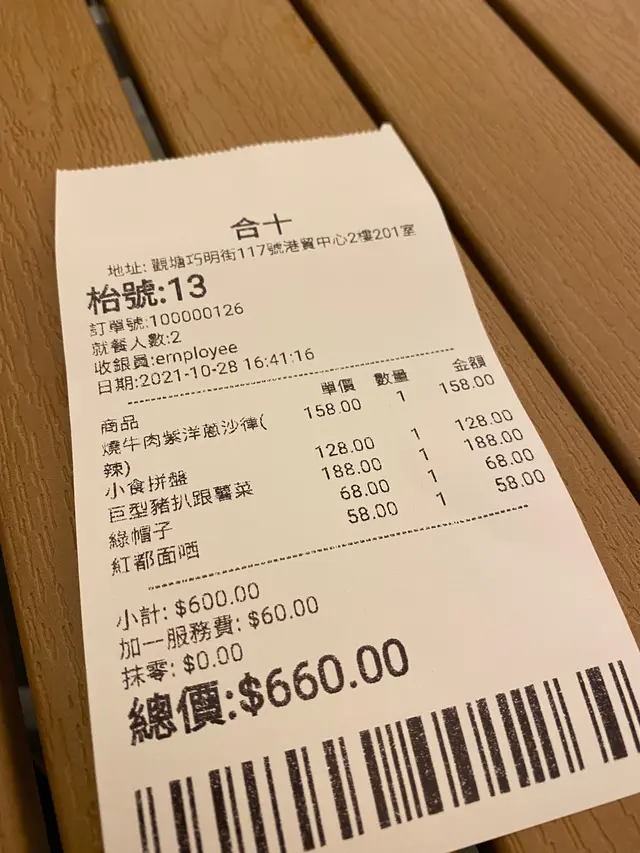 合十
地址: 觀塘巧明街117號港貿中心2樓201室
枱號:13
訂單號:100000126
就餐人數:2
收銀員:employee
日期:2021-10-28 16:41:16
商品 單價 數量 金額
燒牛肉紫洋蔥沙律( 158.00 1 158.00
辣)
小食拼盤 128.00 1 128.00
巨型豬扒跟薯菜 188.00 1 188.00
綠帽子 68.00 1 68.00
紅都面哂 58.00 1 58.00
小計: $600.00
加一服務費: $60.00
抹零: $0.00
總價:$660.00